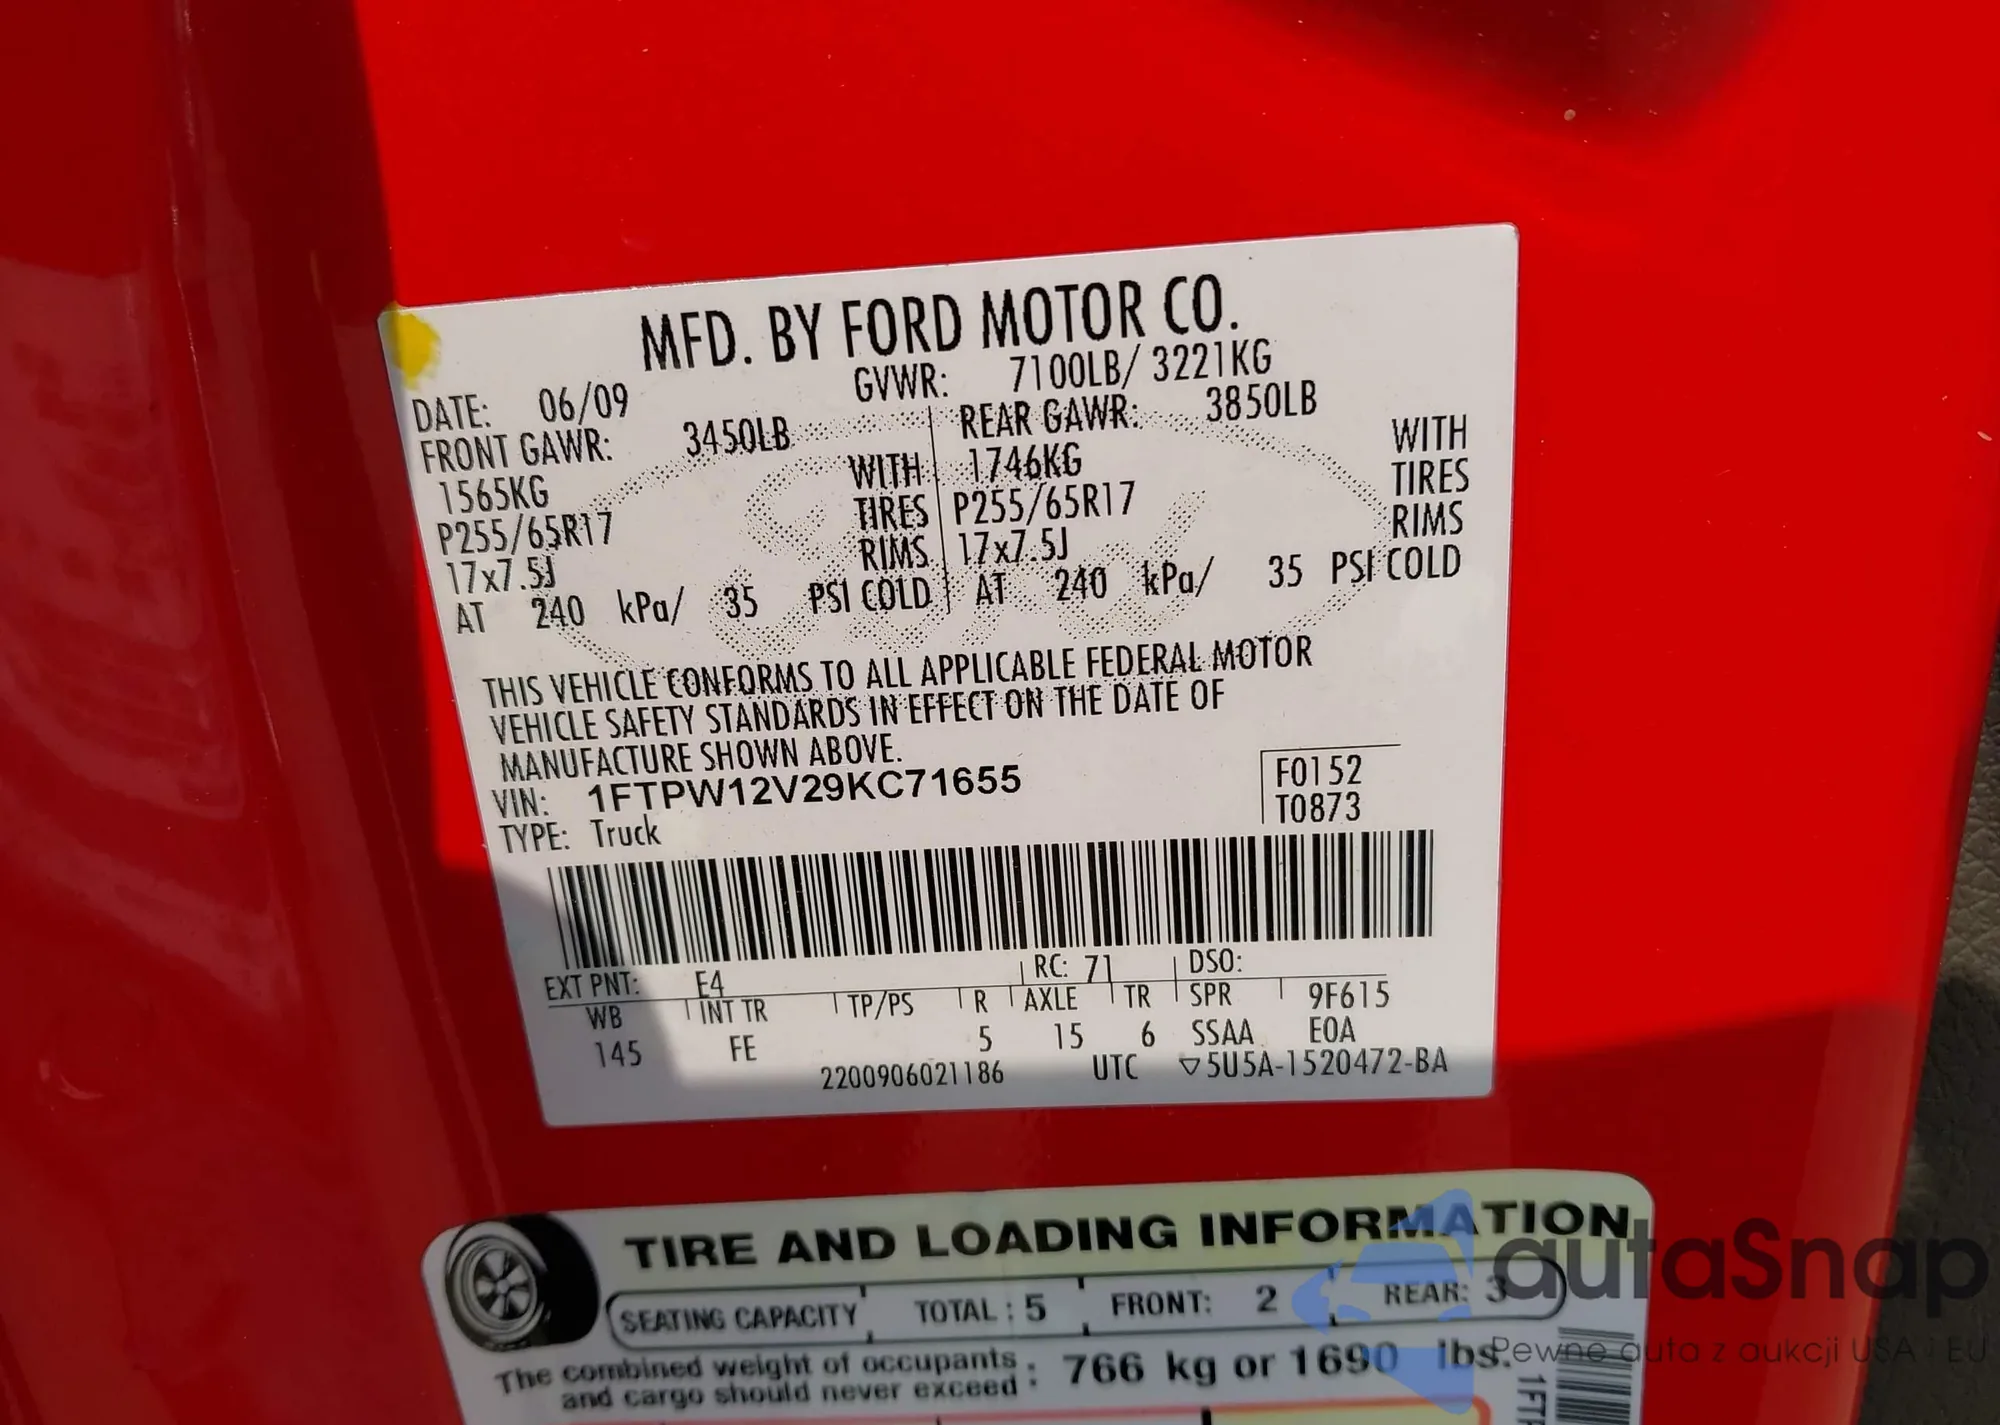 MFD. BY FORD MOTOR CO.
DATE: 06/09 GVWR: 7100LB/ 3221KG
FRONT GAWR: 3450LB REAR GAWR: 3850LB
1565KG WITH 1746KG WITH
P255/65R17 TIRES P255/65R17 TIRES
17x7.5J RIMS 17x7.5J RIMS
AT 240 kPa/ 35 PSI COLD AT 240 kPa/ 35 PSI COLD
THIS VEHICLE CONFORMS TO ALL APPLICABLE FEDERAL MOTOR
VEHICLE SAFETY STANDARDS IN EFFECT ON THE DATE OF
MANUFACTURE SHOWN ABOVE.
VIN: 1FTPW12V29KC71655 F0152
TYPE: Truck T0873
EXT PNT: E4 RC: 71 DSO:
WB INT TR TP/PS R AXLE TR SPR 9F615
145 FE 5 15 6 SSAA E0A
2200906021186 UTC ▽5U5A-1520472-BA
TIRE AND LOADING INFORMATION
SEATING CAPACITY TOTAL : 5 FRONT: 2 REAR: 3
The combined weight of occupants : 766 kg or 1690 lbs.
and cargo should never exceed :
1FT
autaSnap
Pewne auta z aukcji USA i EU